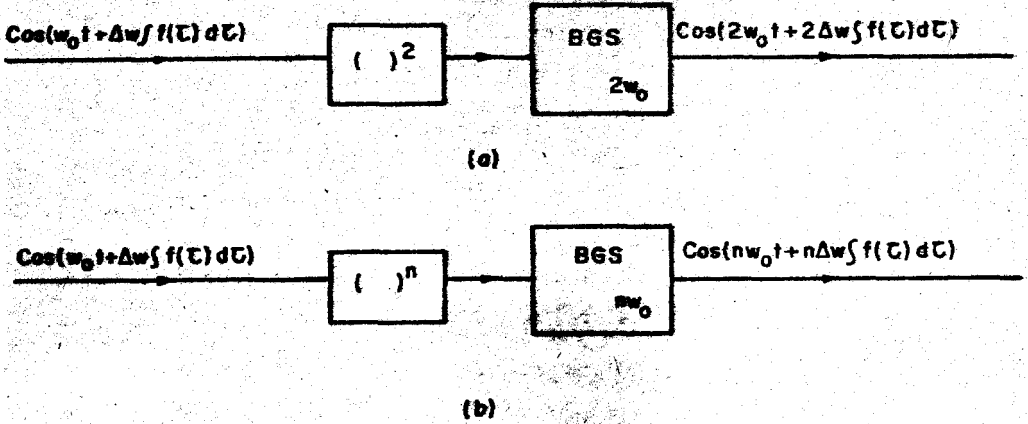 Cos(w₀t+Δw∫ f(τ) dτ)
( )²
BGS
2w₀
Cos(2w₀t+2Δw∫ f(τ)dτ)
(a)
Cos(w₀t+Δw∫ f(τ) dτ)
( )ⁿ
BGS
nw₀
Cos(nw₀t+nΔw∫ f(τ) dτ)
(b)